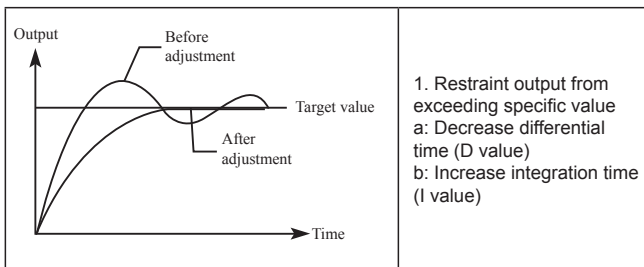 Output
Before
adjustment
Target value
After
adjustment
Time
1. Restraint output from
exceeding specific value
a: Decrease differential
time (D value)
b: Increase integration time
(I value)